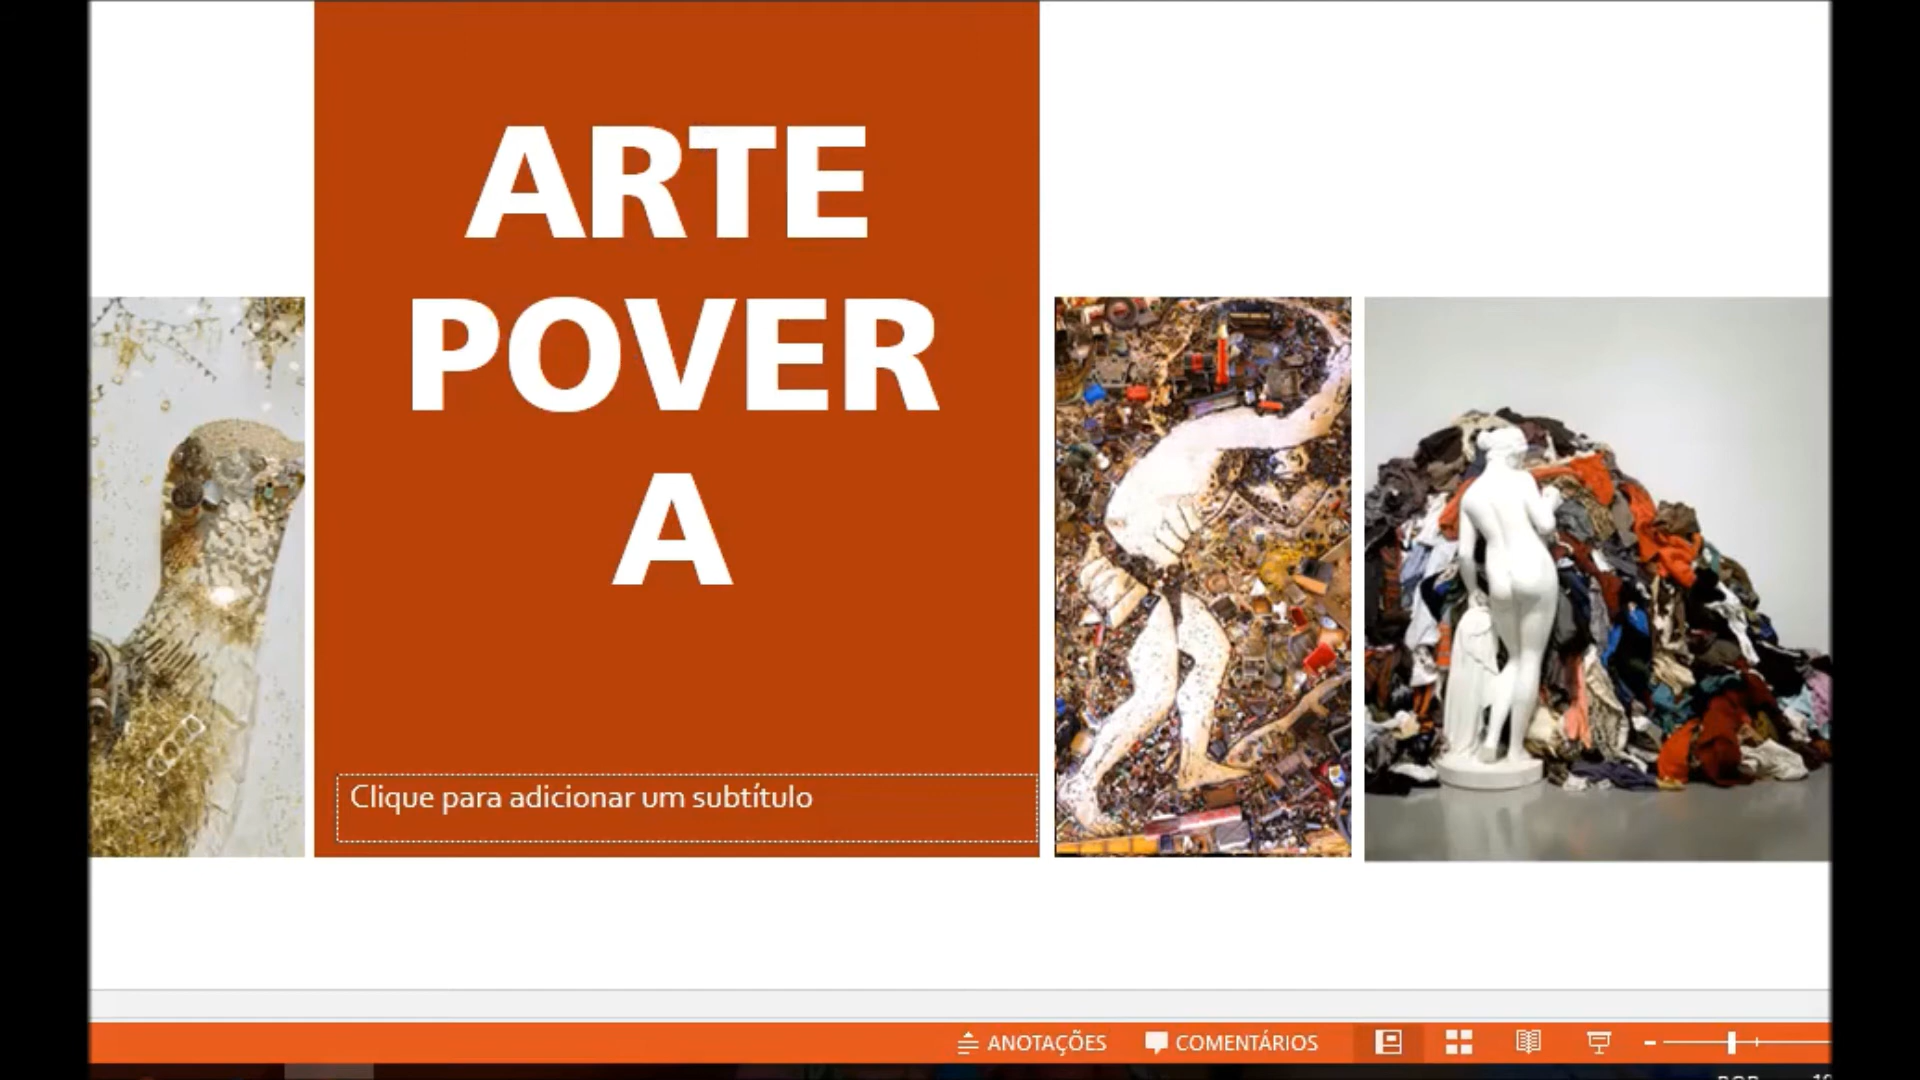 ARTE
POVER
A
Clique para adicionar um subtítulo
ANOTAÇÕES
COMENTÁRIOS